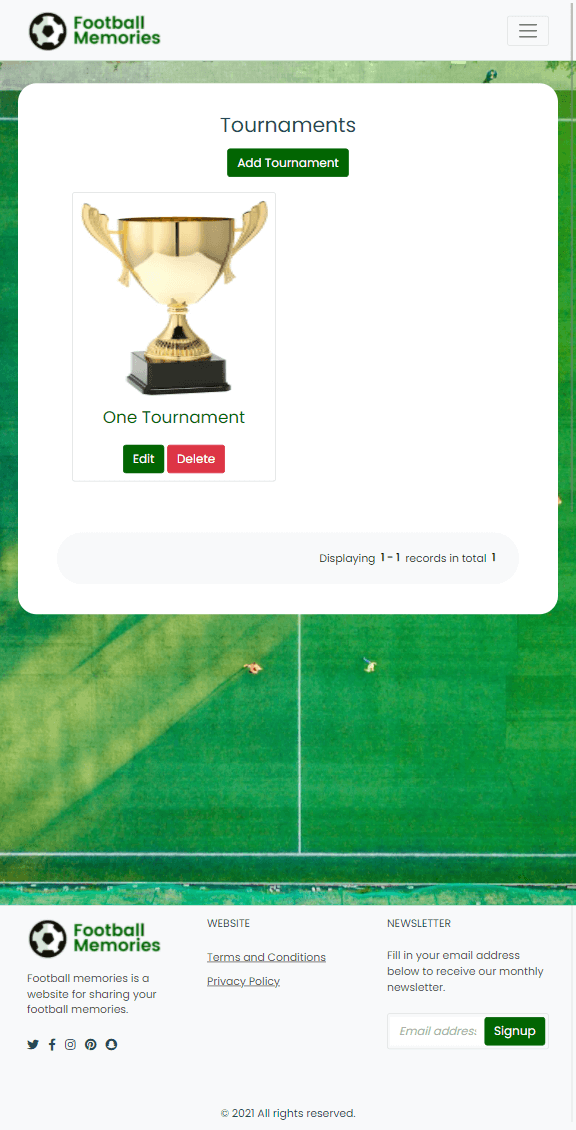 Football
Memories
Tournaments
Add Tournament
One Tournament
Edit Delete
Displaying 1 - 1 records in total 1
Football
Memories
Football memories is a
website for sharing your
football memories.
WEBSITE
Terms and Conditions
Privacy Policy
NEWSLETTER
Fill in your email address
below to receive our monthly
newsletter.
Email address Signup
© 2021 All rights reserved.